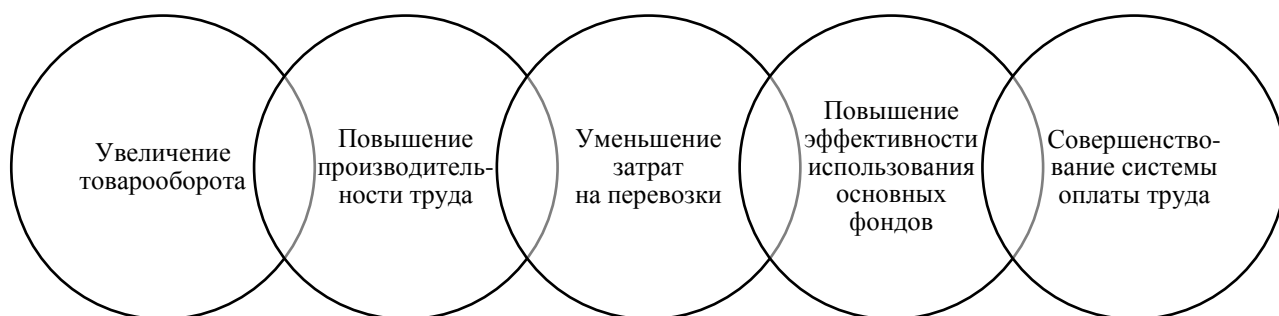 Увеличение
товарооборота
Повышение
производитель-
ности труда
Уменьшение
затрат
на перевозки
Повышение
эффективности
использования
основных
фондов
Совершенство-
вание системы
оплаты труда